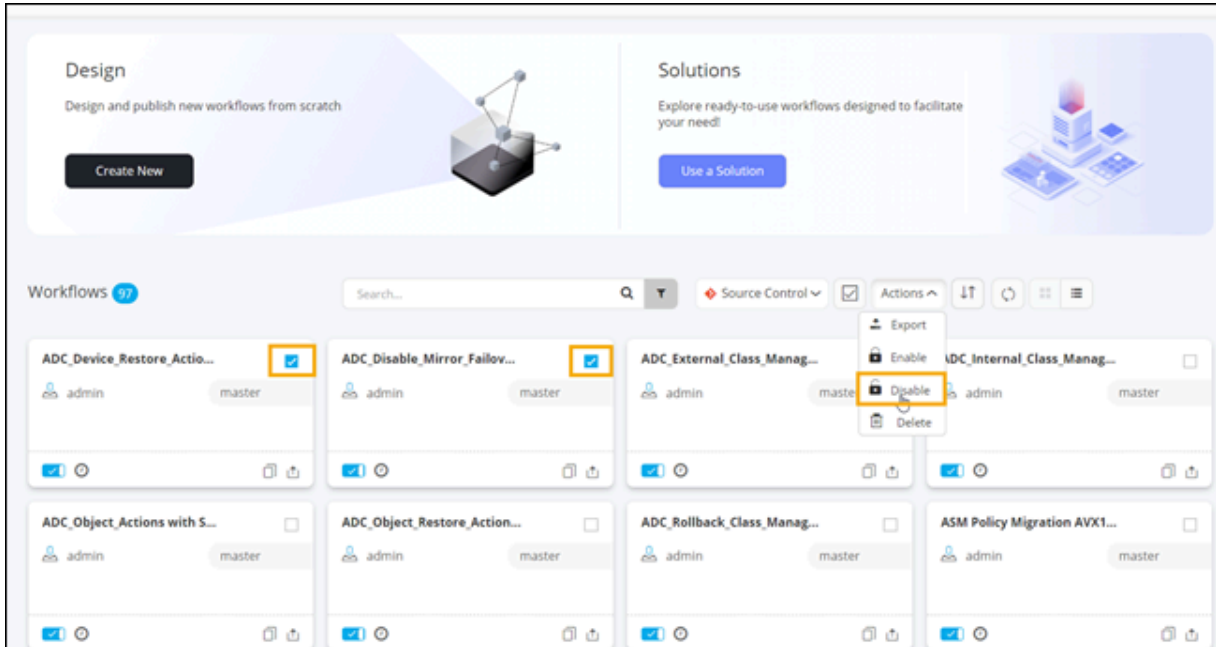 Design
Design and publish new workflows from scratch
Create New
Solutions
Explore ready-to-use workflows designed to facilitate
your need!
Use a Solution
Workflows 97
Search...
Source Control
Actions
Export
Enable
Disable
Delete
ADC_Device_Restore_Actio...
admin master
ADC_Disable_Mirror_Failov...
admin master
ADC_External_Class_Manag...
admin maste
ADC_Internal_Class_Manag...
admin master
ADC_Object_Actions with S...
admin master
ADC_Object_Restore_Action...
admin master
ADC_Rollback_Class_Manag...
admin master
ASM Policy Migration AVX1...
admin master